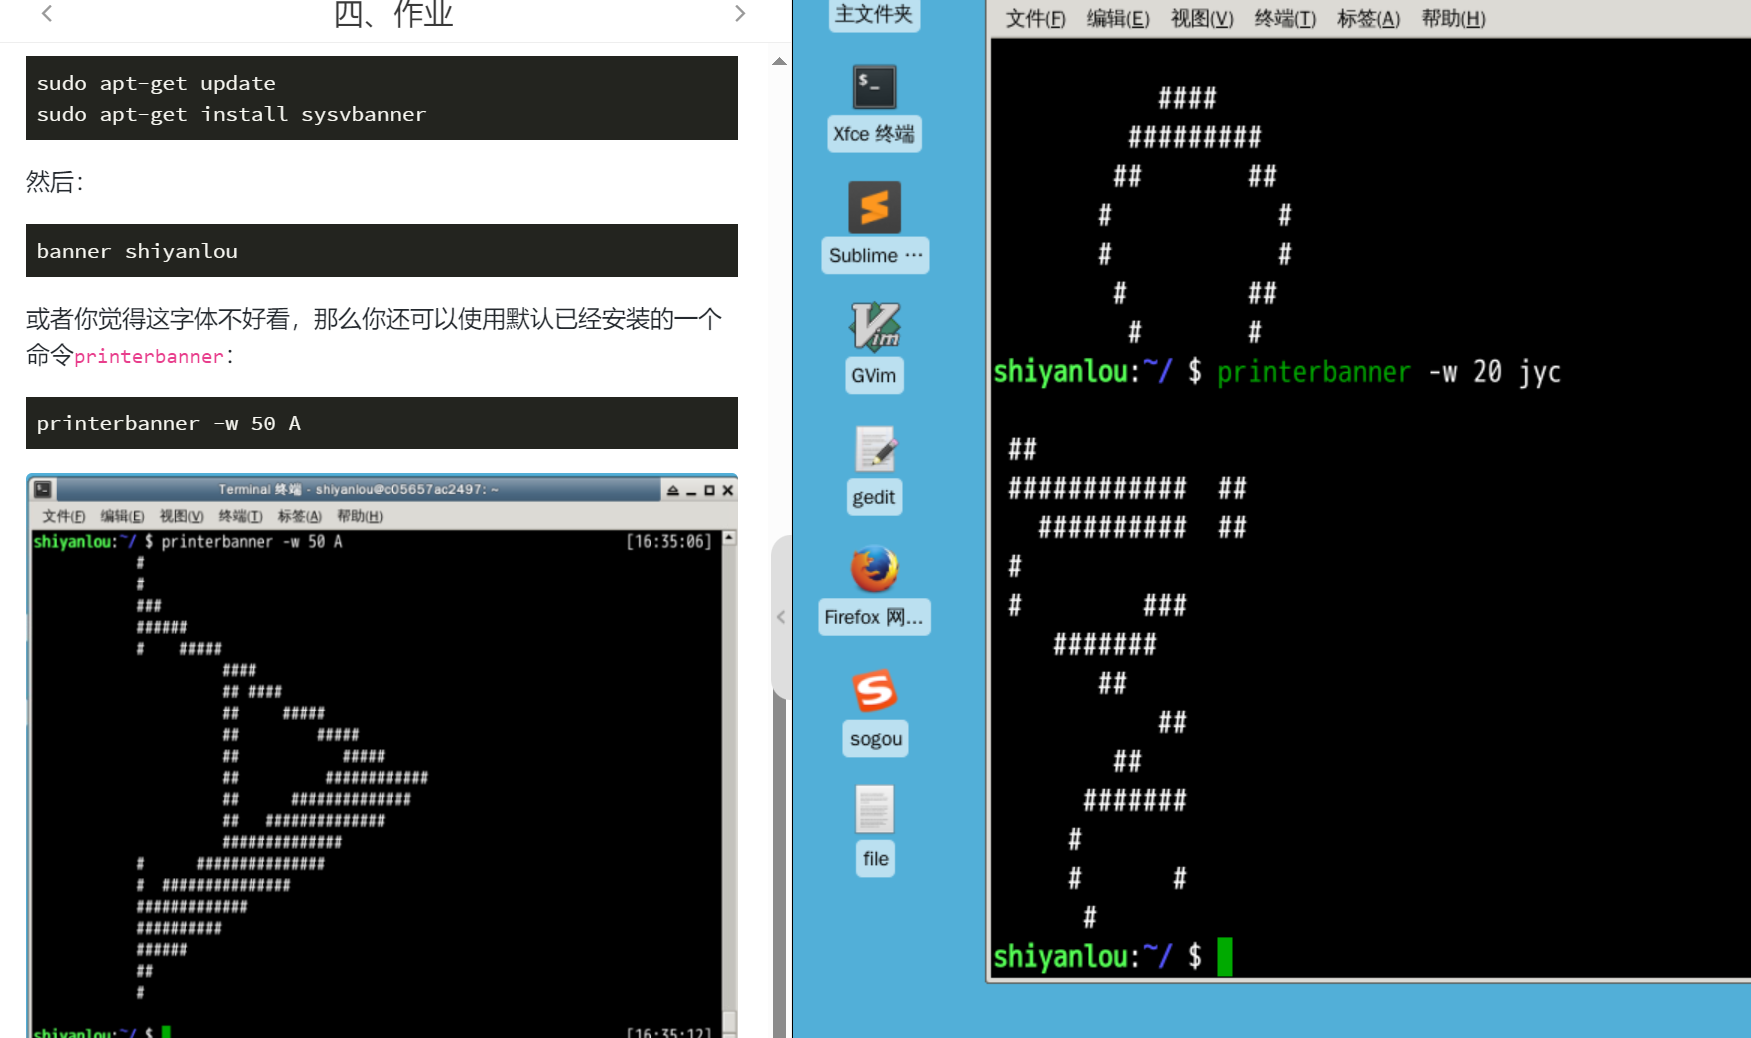 四、作业
sudo apt-get update
sudo apt-get install sysvbanner
然后：
banner shiyanlou
或者你觉得这字体不好看，那么你还可以使用默认已经安装的一个
命令printerbanner：
printerbanner -w 50 A
Terminal 终端 - shiyanlou@c05657ac2497: ~
文件(F) 编辑(E) 视图(V) 终端(T) 标签(A) 帮助(H)
shiyanlou:~/ $ printerbanner -w 50 A [16:35:06]
#
#
###
######
# #####
####
## ####
## #####
## #####
## #####
## ############
## ##############
## ##############
##############
# ###############
# ###############
#############
##########
######
##
#
shiyanlou:~/ $ [16:35:12]
主文件夹
Xfce 终端
Sublime …
GVim
gedit
Firefox 网...
sogou
file
文件(F) 编辑(E) 视图(V) 终端(T) 标签(A) 帮助(H)
####
#########
## ##
# #
# #
# ##
# #
shiyanlou:~/ $ printerbanner -w 20 jyc
##
############ ##
########## ##
#
# ###
#######
##
##
##
#######
#
# #
#
shiyanlou:~/ $